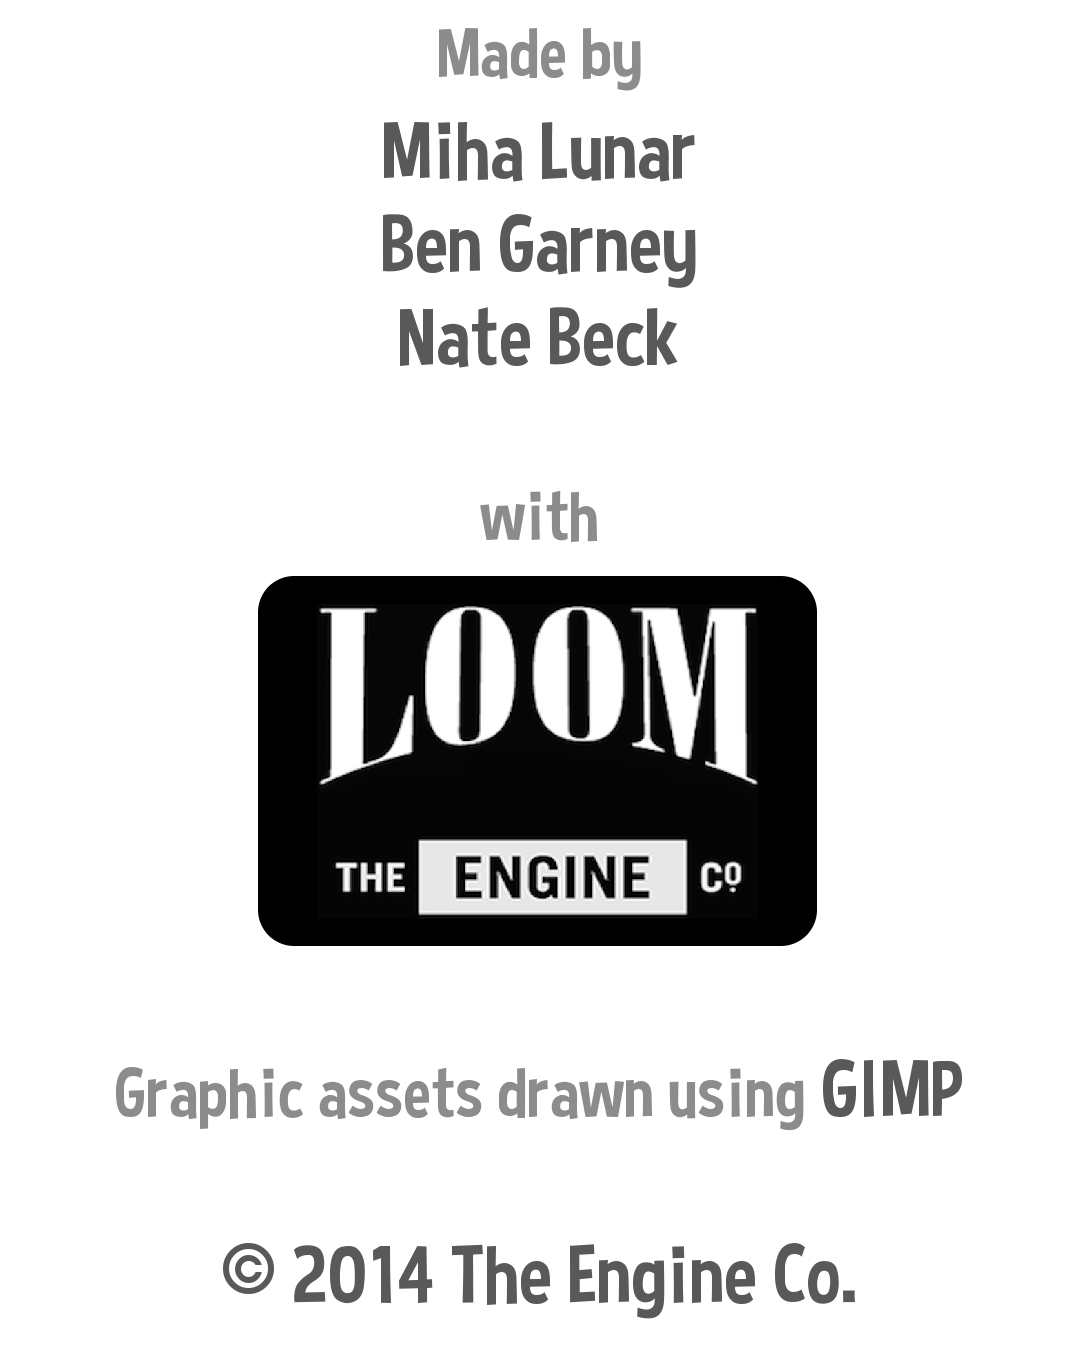 Made by
Miha Lunar
Ben Garney
Nate Beck
with
LOOM
THE ENGINE Co
Graphic assets drawn using GIMP
© 2014 The Engine Co.